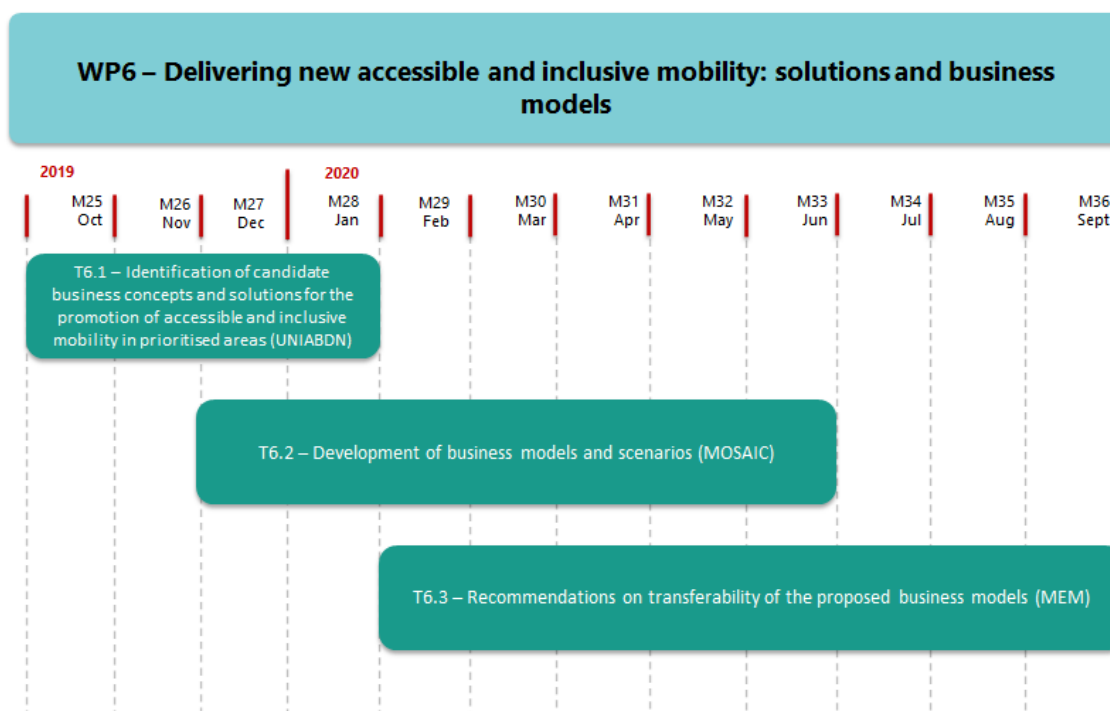 WP6 – Delivering new accessible and inclusive mobility: solutions and business
models
2019
2020
M25
Oct
M26
Nov
M27
Dec
M28
Jan
M29
Feb
M30
Mar
M31
Apr
M32
May
M33
Jun
M34
Jul
M35
Aug
M36
Sept
T6.1 – Identification of candidate
business concepts and solutions for the
promotion of accessible and inclusive
mobility in prioritised areas (UNIABDN)
T6.2 – Development of business models and scenarios (MOSAIC)
T6.3 – Recommendations on transferability of the proposed business models (MEM)